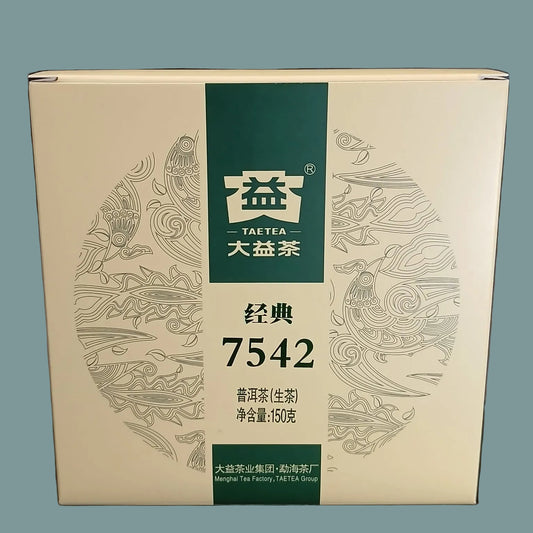 益®
TAETEA
大益茶
经典
7542
普洱茶(生茶)
净含量:150克
大益茶业集团·勐海茶厂
Menghai Tea Factory,TAETEA Group